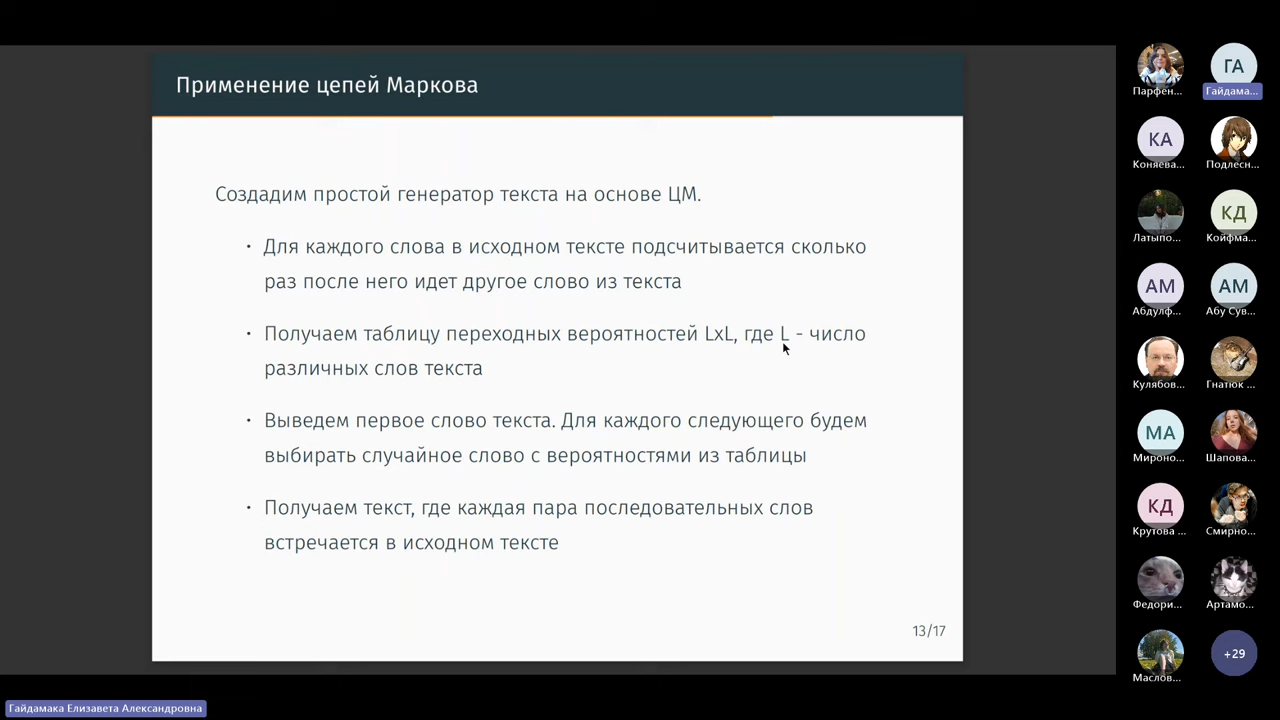 Применение цепей Маркова
Создадим простой генератор текста на основе ЦМ.
· Для каждого слова в исходном тексте подсчитывается сколько
раз после него идет другое слово из текста
· Получаем таблицу переходных вероятностей LxL, где L - число
различных слов текста
· Выведем первое слово текста. Для каждого следующего будем
выбирать случайное слово с вероятностями из таблицы
· Получаем текст, где каждая пара последовательных слов
встречается в исходном тексте
13/17
Гайдамака Елизавета Александровна
ГА
Парфен...
Гайдама...
КА
Коняева...
Подлесн...
КД
Латыпо...
Койфма...
АМ
АМ
Абдулф...
Абу Сув...
Кулябов...
Гнатюк ...
МА
Мироно...
Шапова...
КД
Крутова ...
Смирно...
Федори...
Артамо...
+29
Маслов...